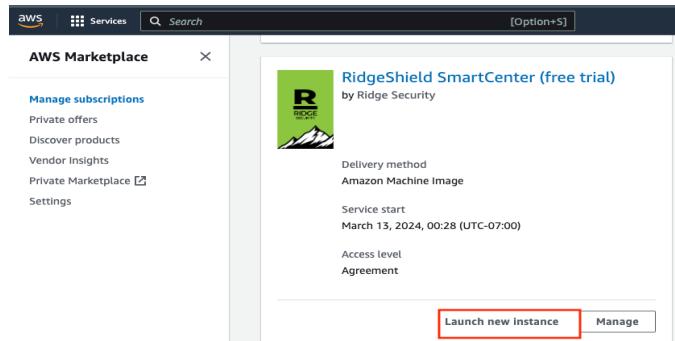 aws
Services
Search
[Option+S]
AWS Marketplace
Manage subscriptions
Private offers
Discover products
Vendor Insights
Private Marketplace
Settings
R
RIDGE
SECURITY
RidgeShield SmartCenter (free trial)
by Ridge Security
Delivery method
Amazon Machine Image
Service start
March 13, 2024, 00:28 (UTC-07:00)
Access level
Agreement
Launch new instance
Manage